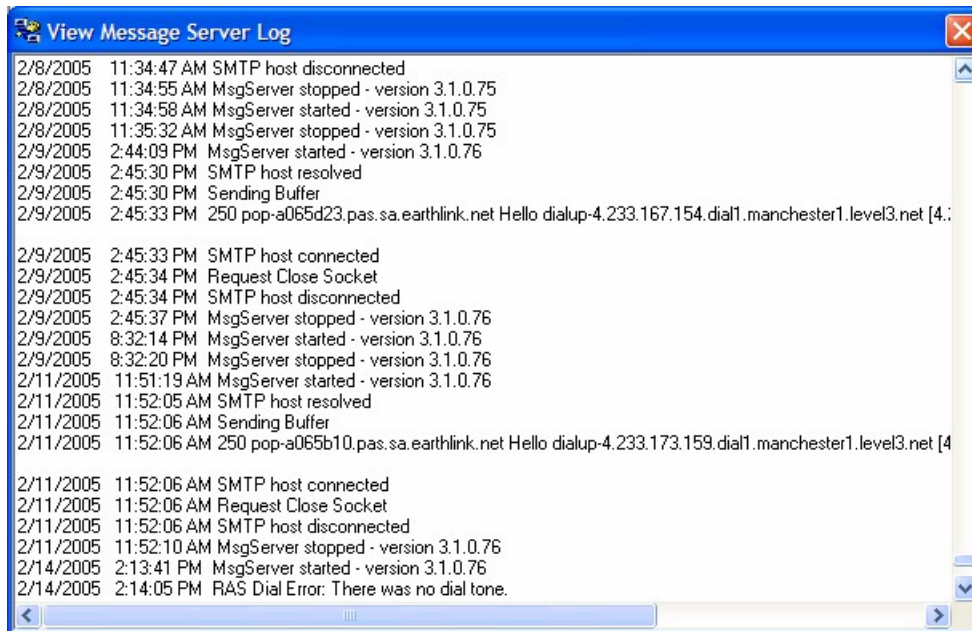 View Message Server Log
2/8/2005 11:34:47 AM SMTP host disconnected
2/8/2005 11:34:55 AM MsgServer stopped - version 3.1.0.75
2/8/2005 11:34:58 AM MsgServer started - version 3.1.0.75
2/8/2005 11:35:32 AM MsgServer stopped - version 3.1.0.75
2/9/2005 2:44:09 PM MsgServer started - version 3.1.0.76
2/9/2005 2:45:30 PM SMTP host resolved
2/9/2005 2:45:30 PM Sending Buffer
2/9/2005 2:45:33 PM 250 pop-a065d23.pas.sa.earthlink.net Hello dialup-4.233.167.154.dial1.manchester1.level3.net [4.:
2/9/2005 2:45:33 PM SMTP host connected
2/9/2005 2:45:34 PM Request Close Socket
2/9/2005 2:45:34 PM SMTP host disconnected
2/9/2005 2:45:37 PM MsgServer stopped - version 3.1.0.76
2/9/2005 8:32:14 PM MsgServer started - version 3.1.0.76
2/9/2005 8:32:20 PM MsgServer stopped - version 3.1.0.76
2/11/2005 11:51:19 AM MsgServer started - version 3.1.0.76
2/11/2005 11:52:05 AM SMTP host resolved
2/11/2005 11:52:06 AM Sending Buffer
2/11/2005 11:52:06 AM 250 pop-a065b10.pas.sa.earthlink.net Hello dialup-4.233.173.159.dial1.manchester1.level3.net [4
2/11/2005 11:52:06 AM SMTP host connected
2/11/2005 11:52:06 AM Request Close Socket
2/11/2005 11:52:06 AM SMTP host disconnected
2/11/2005 11:52:10 AM MsgServer stopped - version 3.1.0.76
2/14/2005 2:13:41 PM MsgServer started - version 3.1.0.76
2/14/2005 2:14:05 PM RAS Dial Error: There was no dial tone.